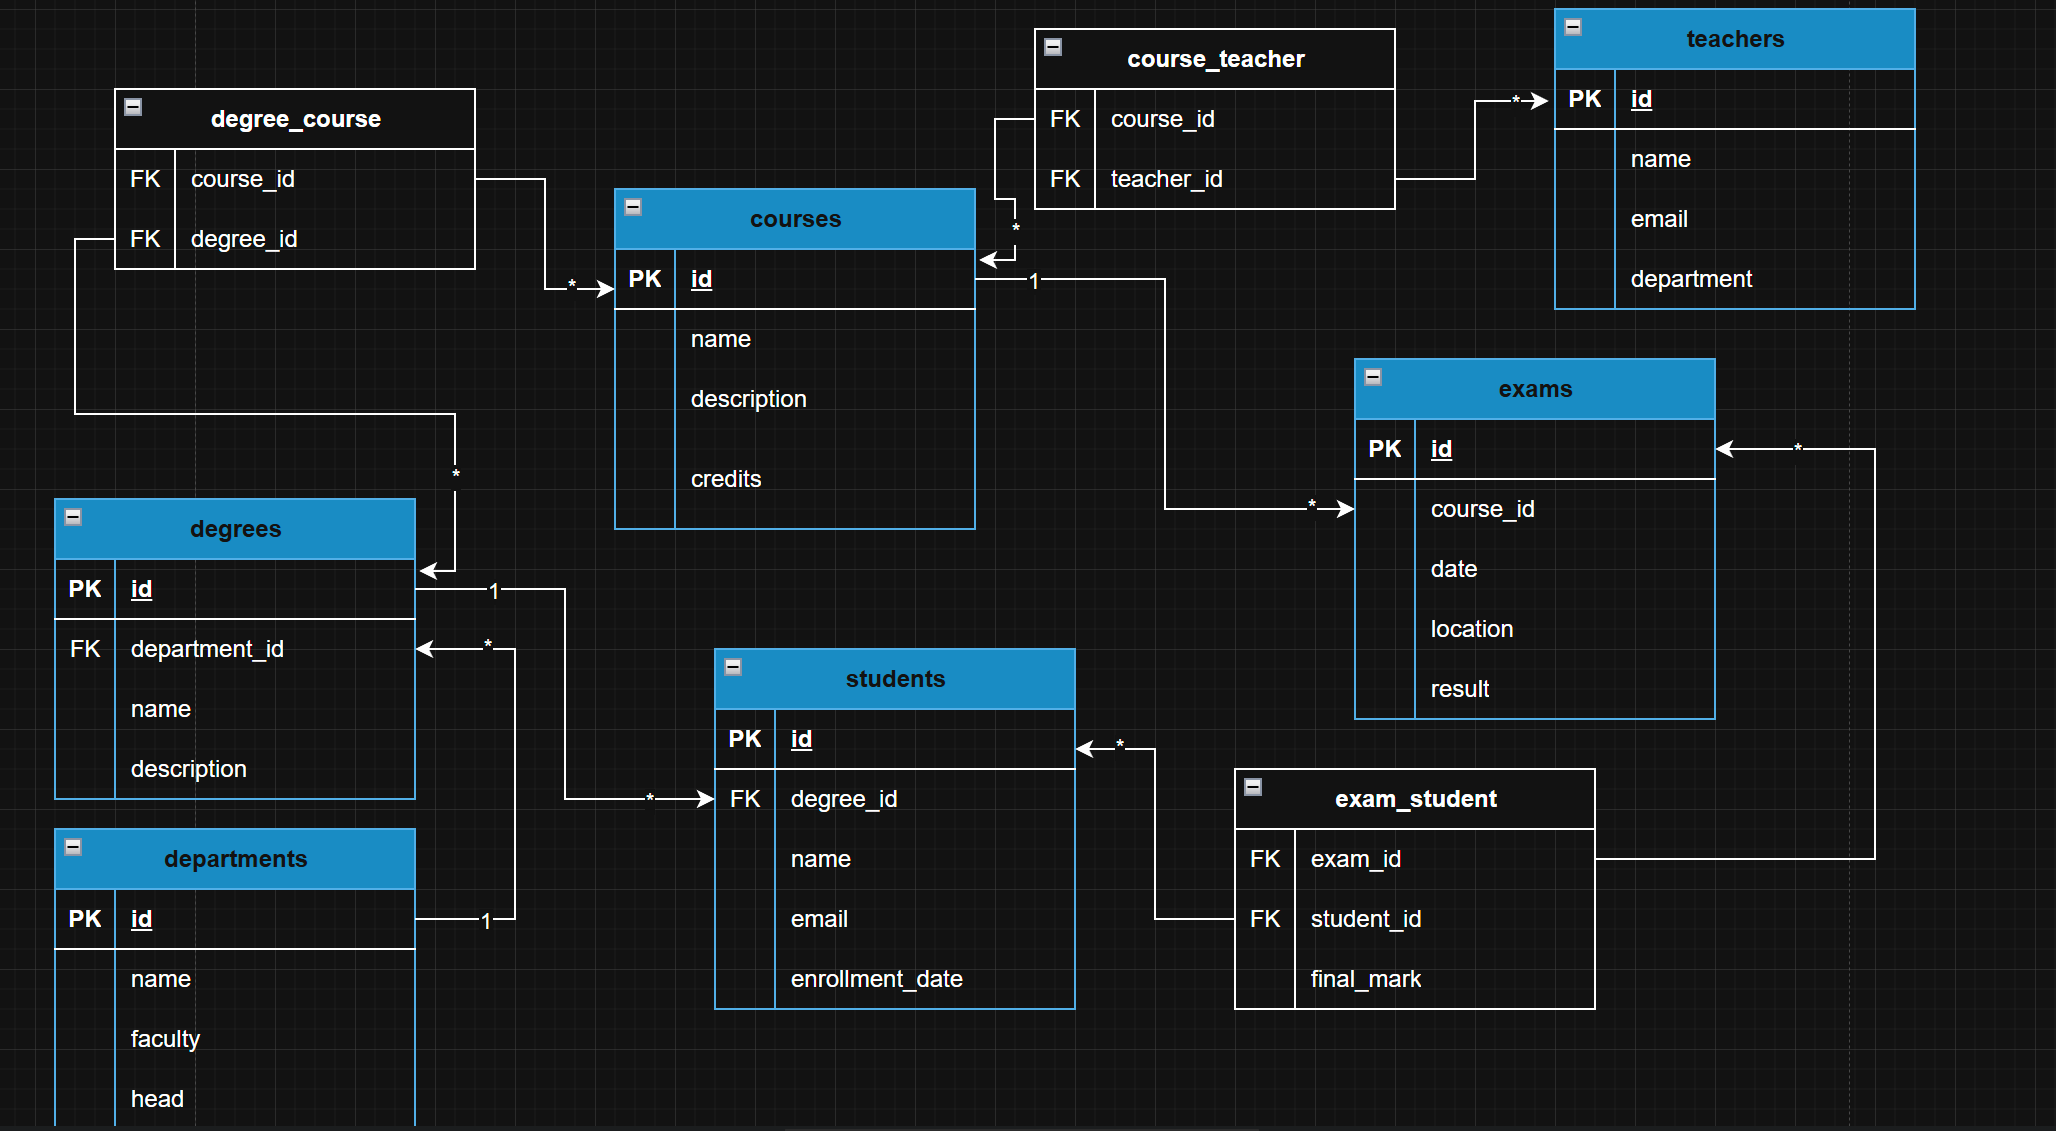 degree_course
FK course_id
FK degree_id
course_teacher
FK course_id
FK teacher_id
teachers
PK id
name
email
department
courses
PK id
name
description
credits
exams
PK id
course_id
date
location
result
degrees
PK id
FK department_id
name
description
students
PK id
FK degree_id
name
email
enrollment_date
exam_student
FK exam_id
FK student_id
final_mark
departments
PK id
name
faculty
head
*
*
*
*
1
*
1
*
*
1
*
*
*